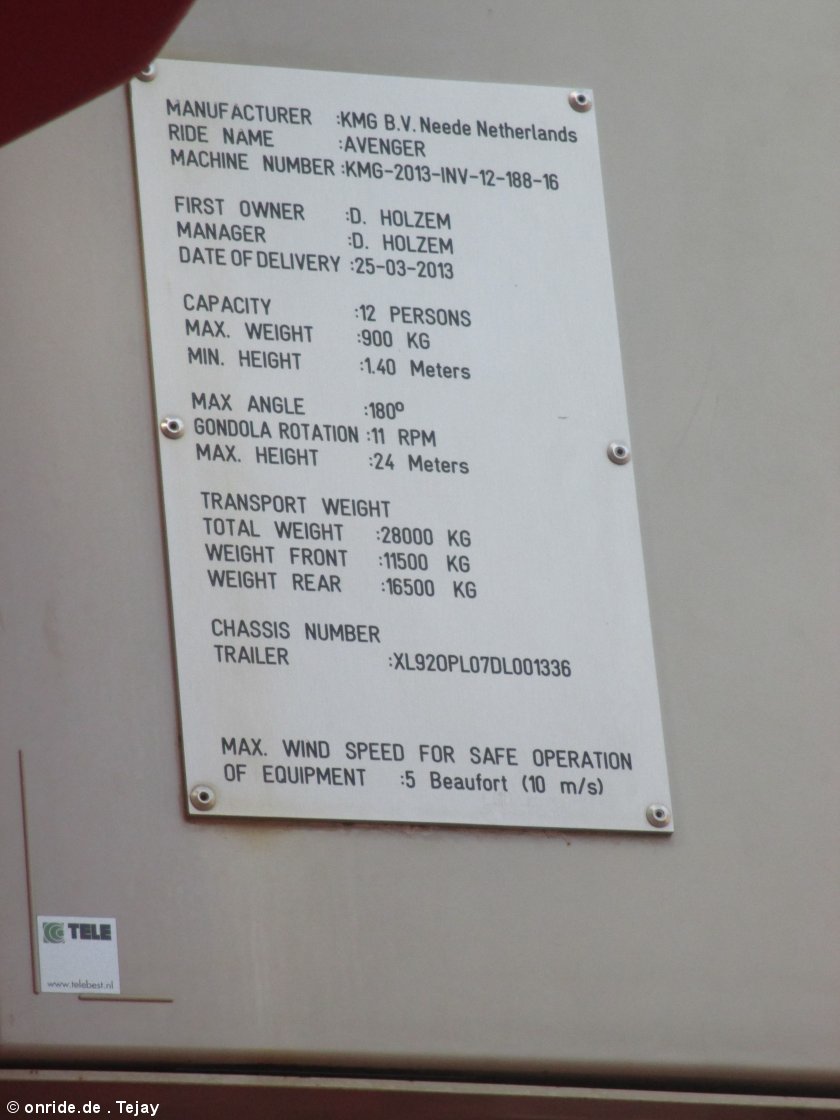 MANUFACTURER :KMG B.V. Neede Netherlands
RIDE NAME :AVENGER
MACHINE NUMBER :KMG-2013-INV-12-188-16
FIRST OWNER :D. HOLZEM
MANAGER :D. HOLZEM
DATE OF DELIVERY :25-03-2013
CAPACITY :12 PERSONS
MAX. WEIGHT :900 KG
MIN. HEIGHT :1.40 Meters
MAX ANGLE :180º
GONDOLA ROTATION :11 RPM
MAX. HEIGHT :24 Meters
TRANSPORT WEIGHT
TOTAL WEIGHT :28000 KG
WEIGHT FRONT :11500 KG
WEIGHT REAR :16500 KG
CHASSIS NUMBER
TRAILER :XL920PL07DL001336
MAX. WIND SPEED FOR SAFE OPERATION
OF EQUIPMENT :5 Beaufort (10 m/s)
TELE
www.telebest.nl
© onride.de . Tejay